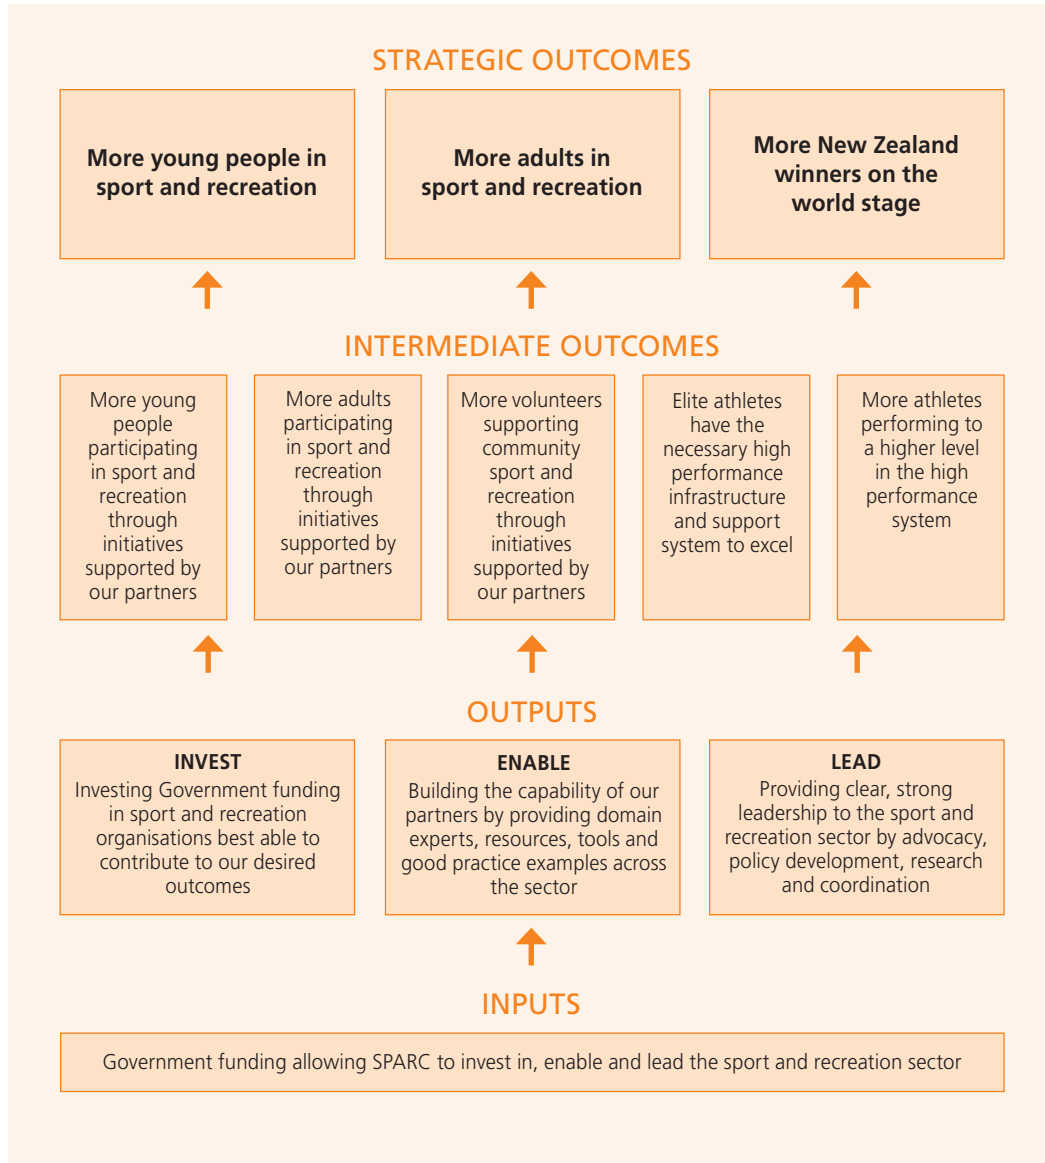 STRATEGIC OUTCOMES
More young people in
sport and recreation
More adults in
sport and recreation
More New Zealand
winners on the
world stage
INTERMEDIATE OUTCOMES
More young
people
participating
in sport and
recreation
through
initiatives
supported by
our partners
More adults
participating
in sport and
recreation
through
initiatives
supported by
our partners
More volunteers
supporting
community
sport and
recreation
through
initiatives
supported by
our partners
Elite athletes
have the
necessary high
performance
infrastructure
and support
system to excel
More athletes
performing to
a higher level
in the high
performance
system
OUTPUTS
INVEST
Investing Government funding
in sport and recreation
organisations best able to
contribute to our desired
outcomes
ENABLE
Building the capability of our
partners by providing domain
experts, resources, tools and
good practice examples across
the sector
LEAD
Providing clear, strong
leadership to the sport and
recreation sector by advocacy,
policy development, research
and coordination
INPUTS
Government funding allowing SPARC to invest in, enable and lead the sport and recreation sector